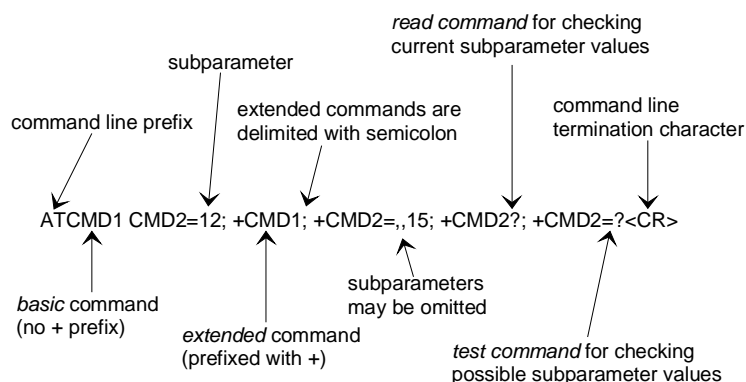 read command for checking
current subparameter values
subparameter
extended commands are
delimited with semicolon
command line
termination character
command line prefix
ATCMD1 CMD2=12; +CMD1; +CMD2=,,15; +CMD2?; +CMD2=?<CR>
basic command
(no + prefix)
extended command
(prefixed with +)
subparameters
may be omitted
test command for checking
possible subparameter values